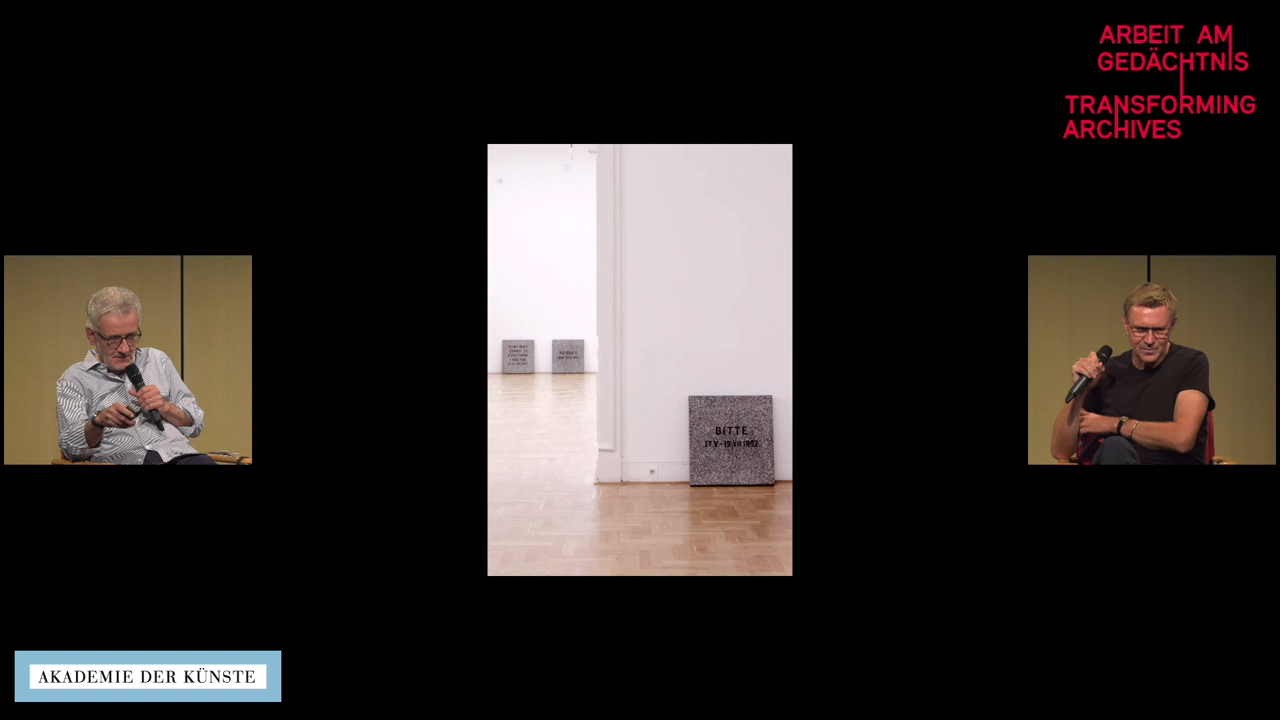 ARBEIT AM
GEDÄCHTNIS
TRANSFORMING
ARCHIVES
BITTE
17.V–19.VII.1992
AKADEMIE DER KÜNSTE